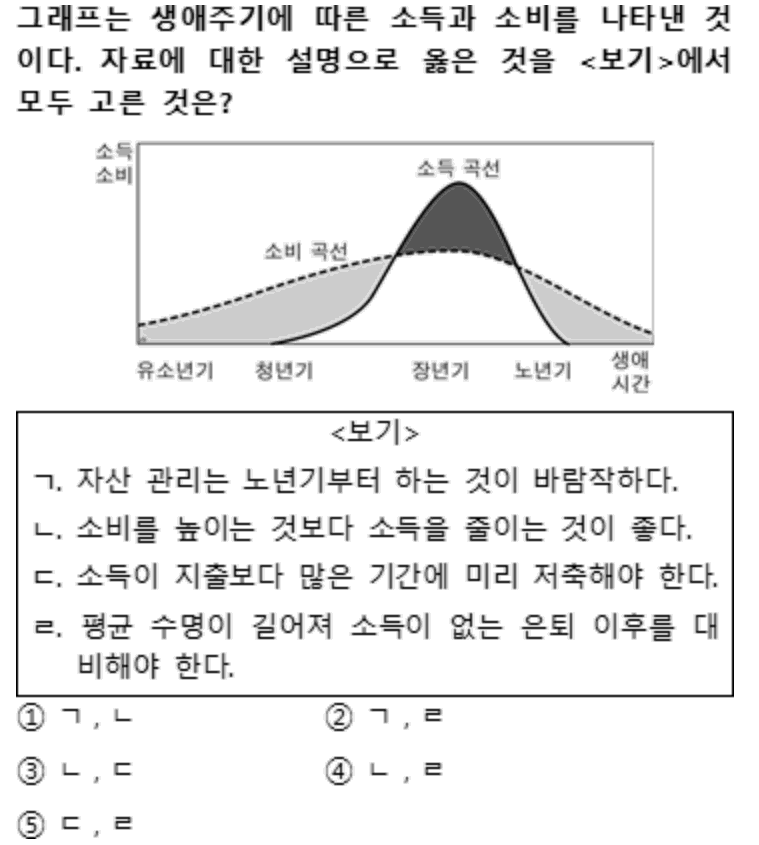 그래프는 생애주기에 따른 소득과 소비를 나타낸 것
이다. 자료에 대한 설명으로 옳은 것을 <보기>에서
모두 고른 것은?
소득
소비
소득 곡선
소비 곡선
유소년기 청년기 장년기 노년기 생애
시간
<보기>
ㄱ. 자산 관리는 노년기부터 하는 것이 바람작하다.
ㄴ. 소비를 높이는 것보다 소득을 줄이는 것이 좋다.
ㄷ. 소득이 지출보다 많은 기간에 미리 저축해야 한다.
ㄹ. 평균 수명이 길어져 소득이 없는 은퇴 이후를 대
비해야 한다.
① ㄱ, ㄴ ② ㄱ, ㄹ
③ ㄴ, ㄷ ④ ㄴ, ㄹ
⑤ ㄷ, ㄹ